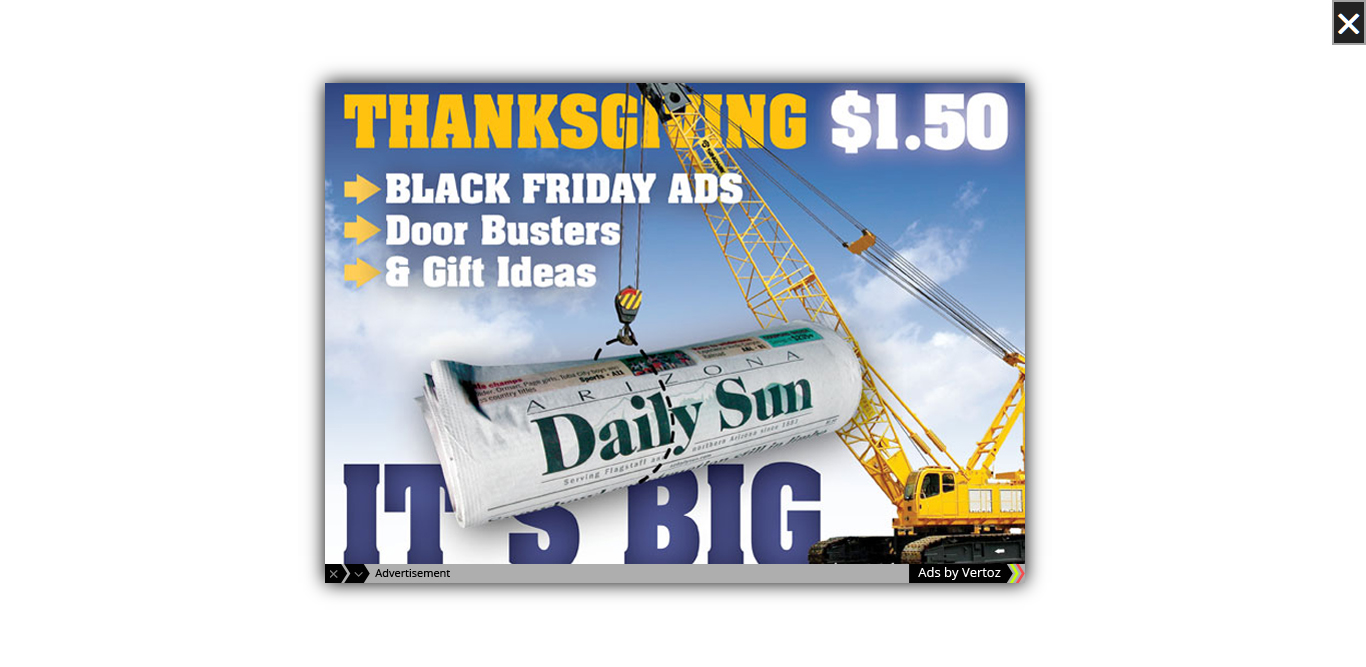 THANKSGIVING $1.50
BLACK FRIDAY ADS
Door Busters
& Gift Ideas
ARIZONA
Daily Sun
Serving Flagstaff and northern Arizona since 1883
Sports • A11
IT'S BIG
Advertisement
Ads by Vertoz